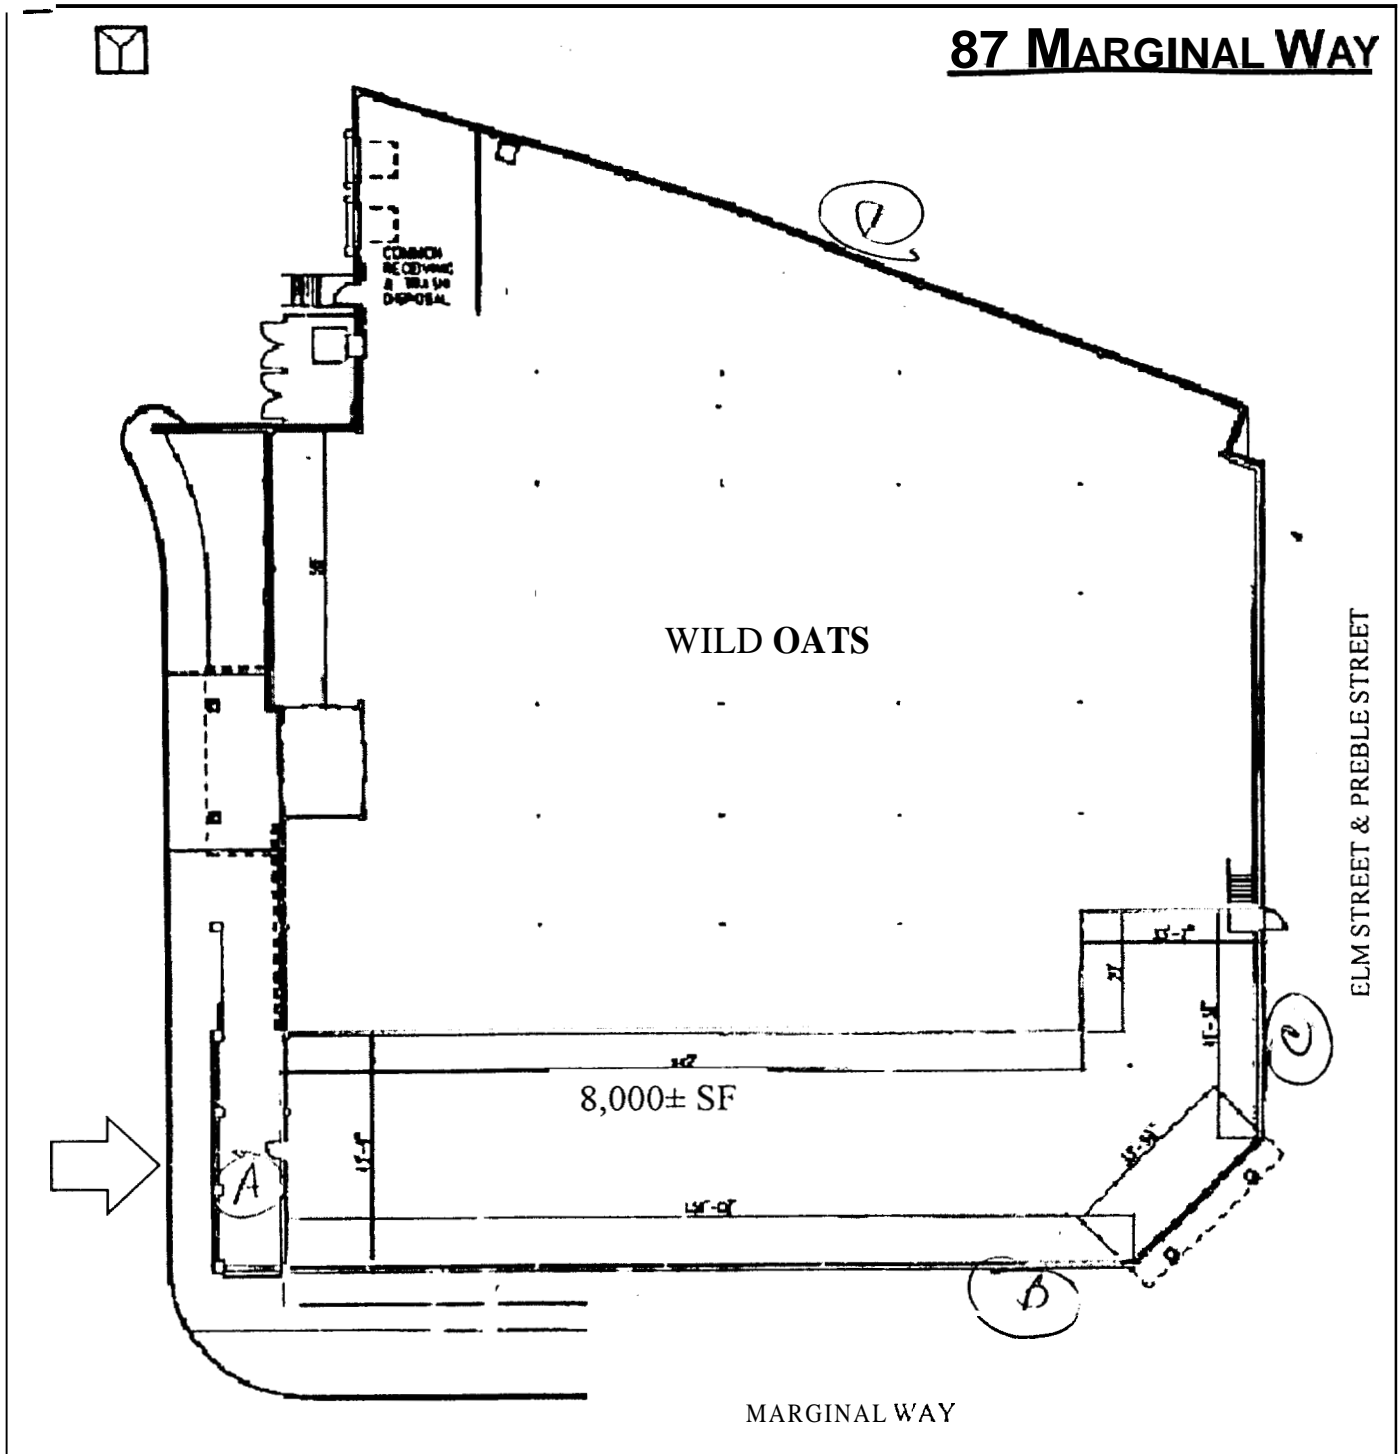 87 MARGINAL WAY
COMMON
RECEIVING
& TRASH
DISPOSAL
WILD OATS
ELM STREET & PREBLE STREET
8,000± SF
A
B
C
D
MARGINAL WAY